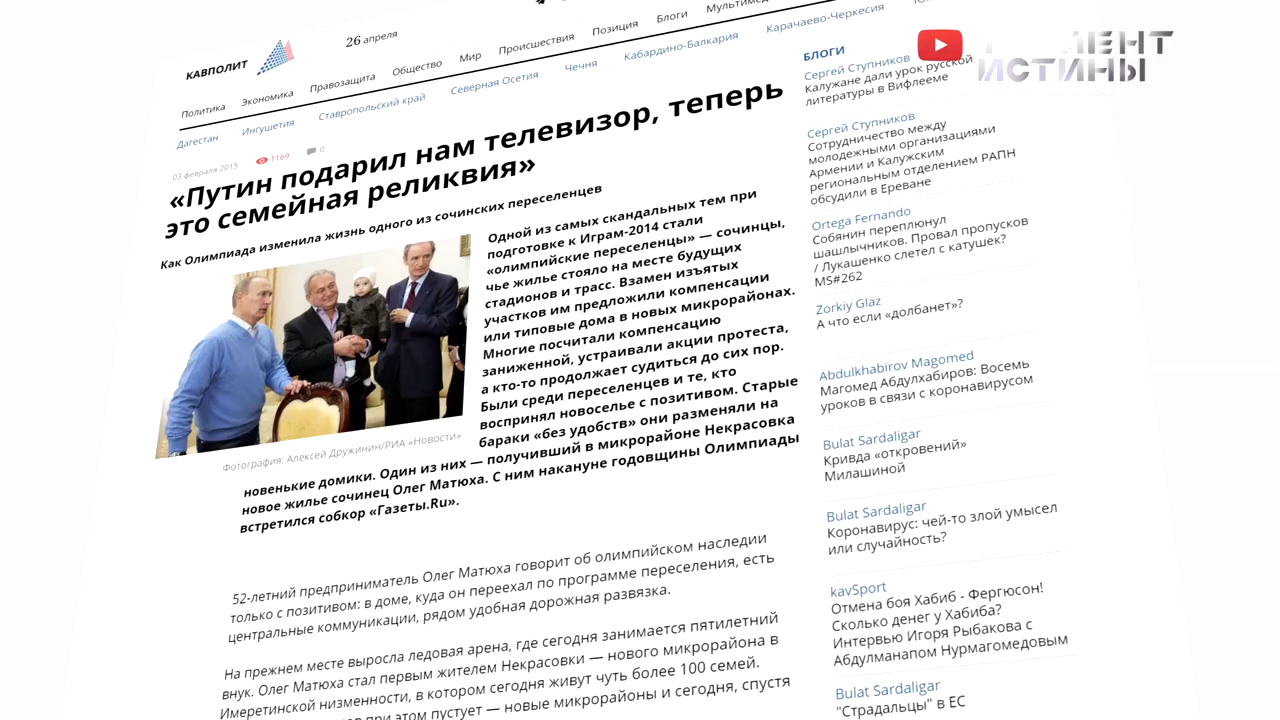 КАВПОЛИТ
26 апреля
Политика Экономика Правозащита Общество Мир Происшествия Позиция Блоги
Дагестан Ингушетия Ставропольский край Северная Осетия Чечня Кабардино-Балкария Карачаево-Черкесия
03 февраля 2015 1169 0
«Путин подарил нам телевизор, теперь
это семейная реликвия»
Как Олимпиада изменила жизнь одного из сочинских переселенцев
Одной из самых скандальных тем при
подготовке к Играм-2014 стали
«олимпийские переселенцы» — сочинцы,
чье жилье стояло на месте будущих
стадионов и трасс. Взамен изъятых
участков им предложили компенсации
или типовые дома в новых микрорайонах.
Многие посчитали компенсацию
заниженной, устраивали акции протеста,
а кто-то продолжает судиться до сих пор.
Были среди переселенцев и те, кто
воспринял новоселье с позитивом. Старые
бараки «без удобств» они разменяли на
Фотография: Алексей Дружинин/РИА «Новости»
новенькие домики. Один из них — получивший в микрорайоне Некрасовка
новое жилье сочинец Олег Матюха. С ним накануне годовщины Олимпиады
встретился собкор «Газеты.Ru».
52-летний предприниматель Олег Матюха говорит об олимпийском наследии
только с позитивом: в доме, куда он переехал по программе переселения, есть
центральные коммуникации, рядом удобная дорожная развязка.
На прежнем месте выросла ледовая арена, где сегодня занимается пятилетний
внук. Олег Матюха стал первым жителем Некрасовки — нового микрорайона в
Имеретинской низменности, в котором сегодня живут чуть более 100 семей.
при этом пустует — новые микрорайоны и сегодня, спустя
БЛОГИ
Сергей Ступников
Калужане дали урок русской
литературы в Вифлееме
Сергей Ступников
Сотрудничество между
молодежными организациями
Армении и Калужским
региональным отделением РАПН
обсудили в Ереване
Ortega Fernando
Собянин переплюнул
шашлычников. Провал пропусков
/ Лукашенко слетел с катушек?
MS#262
Zorkiy Glaz
А что если «долбанет»?
Abdulkhabirov Magomed
Магомед Абдулхабиров: Восемь
уроков в связи с коронавирусом
Bulat Sardaligar
Кривда «откровений»
Милашиной
Bulat Sardaligar
Коронавирус: чей-то злой умысел
или случайность?
kavSport
Отмена боя Хабиб - Фергюсон!
Сколько денег у Хабиба?
Интервью Игоря Рыбакова с
Абдулманапом Нурмагомедовым
Bulat Sardaligar
"Страдальцы" в ЕС
ИСТИНЫ